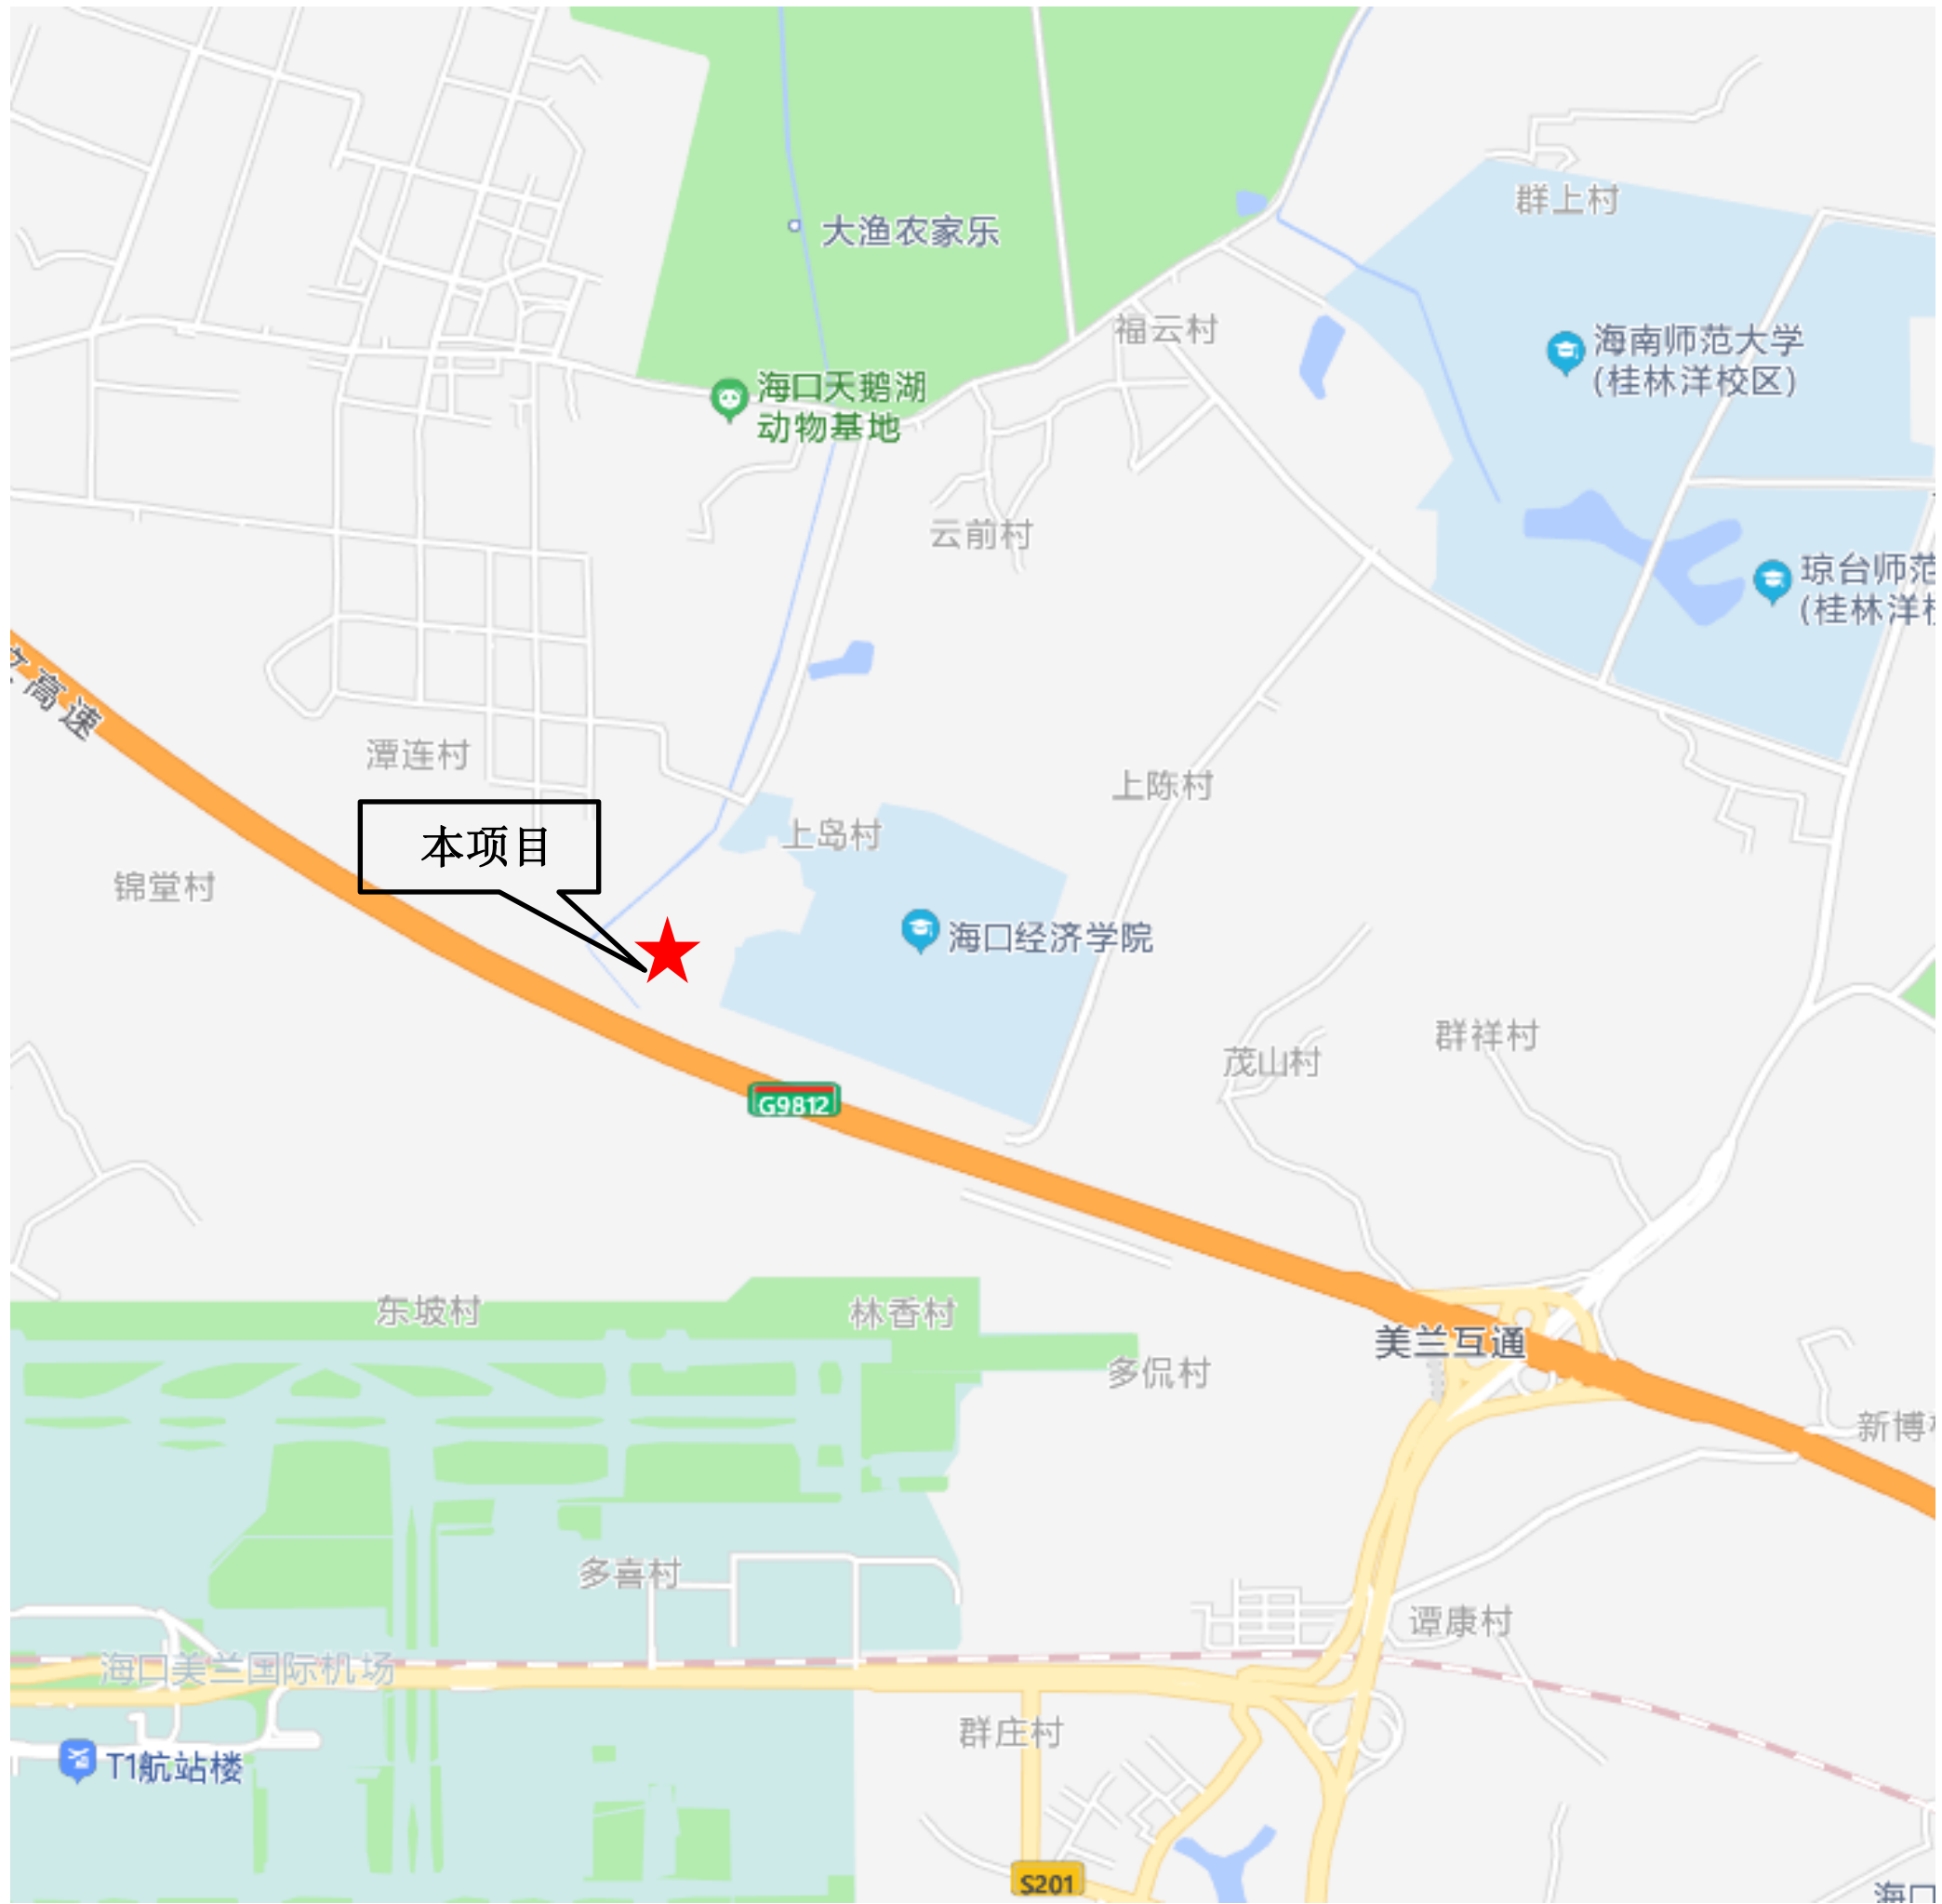 群上村
大渔农家乐
福云村
海南师范大学
(桂林洋校区)
海口天鹅湖
动物基地
云前村
琼台师范
(桂林洋校
高速
潭连村
上陈村
上岛村
本项目
锦堂村
海口经济学院
群祥村
茂山村
G9812
东坡村
林香村
美兰互通
多侃村
新博村
多喜村
谭康村
海口美兰国际机场
群庄村
T1航站楼
S201
海口